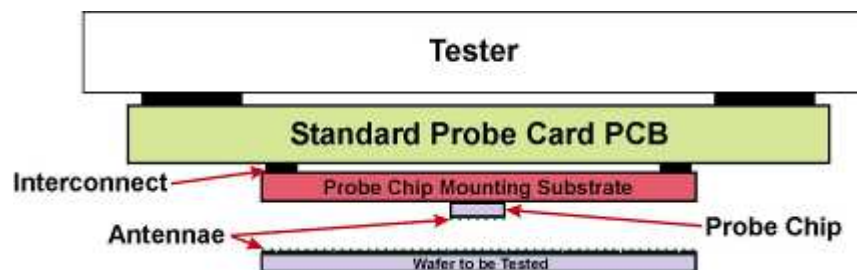 Tester
Standard Probe Card PCB
Interconnect
Probe Chip Mounting Substrate
Antennae
Probe Chip
Wafer to be Tested